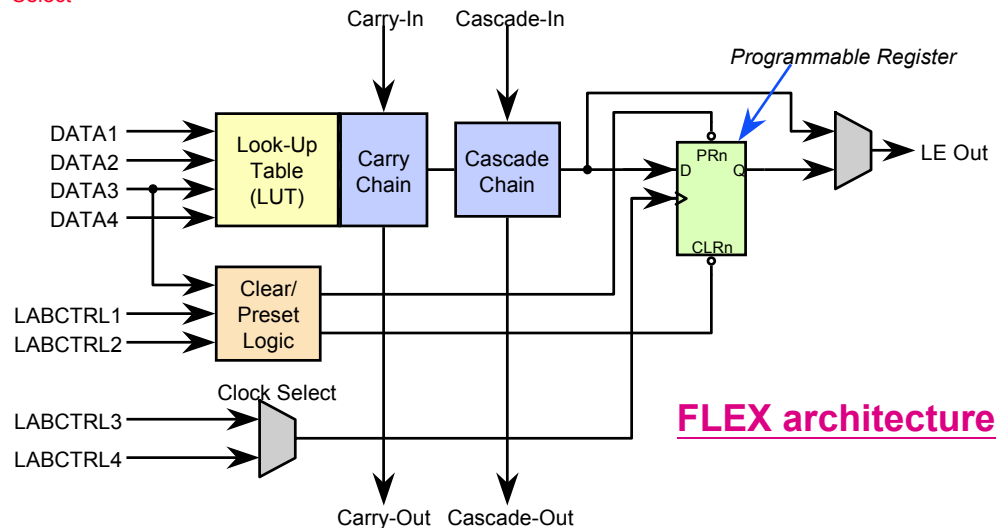 Select
Carry-In
Cascade-In
Programmable Register
DATA1
DATA2
DATA3
DATA4
Look-Up
Table
(LUT)
Carry
Chain
Cascade
Chain
PRn
D
Q
CLRn
LE Out
LABCTRL1
LABCTRL2
Clear/
Preset
Logic
Clock Select
LABCTRL3
LABCTRL4
FLEX architecture
Carry-Out
Cascade-Out